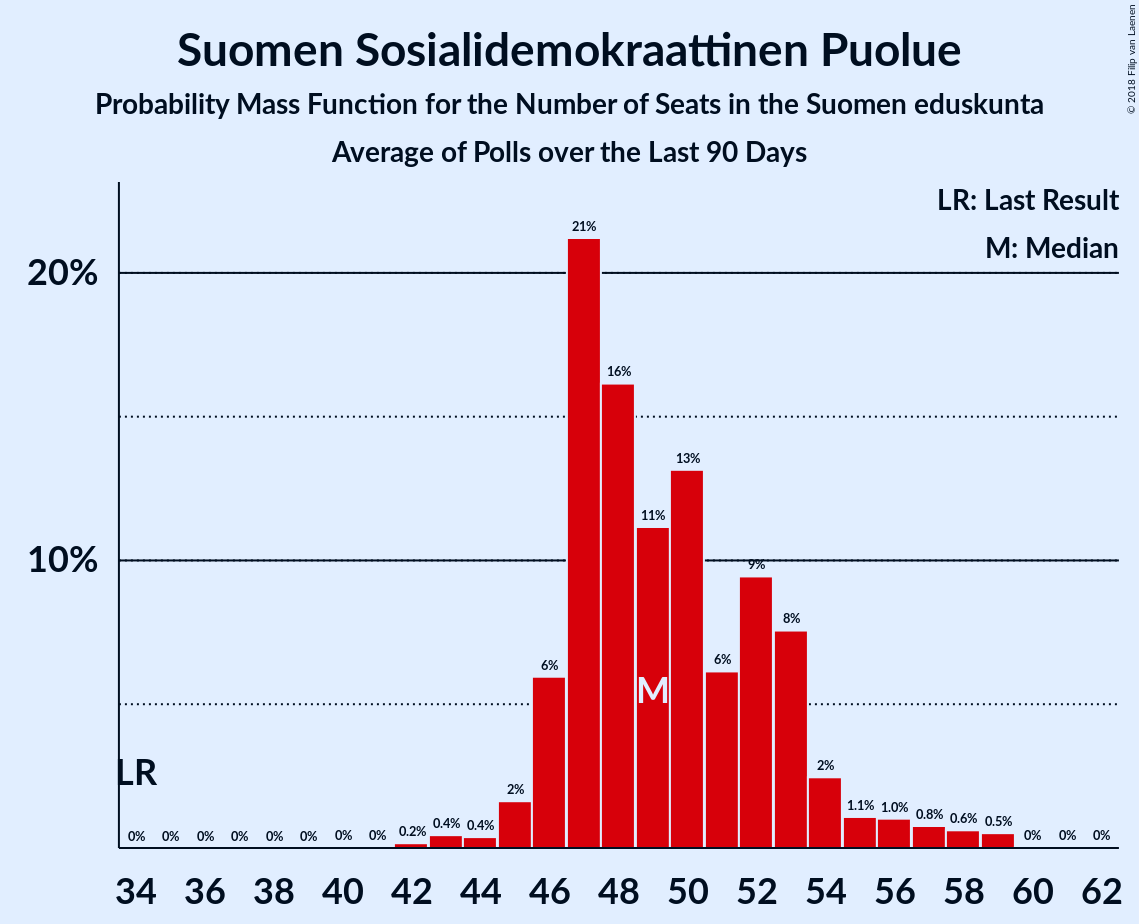 Suomen Sosialidemokraattinen Puolue
Probability Mass Function for the Number of Seats in the Suomen eduskunta
Average of Polls over the Last 90 Days
© 2018 Filip van Laenen
LR: Last Result
M: Median
20%
10%
21%
16%
11%
13%
6%
6%
9%
8%
2%
2%
M
LR
0% 0% 0% 0% 0% 0% 0% 0% 0.2% 0.4% 0.4%
1.1% 1.0% 0.8% 0.6% 0.5% 0% 0% 0%
34 36 38 40 42 44 46 48 50 52 54 56 58 60 62